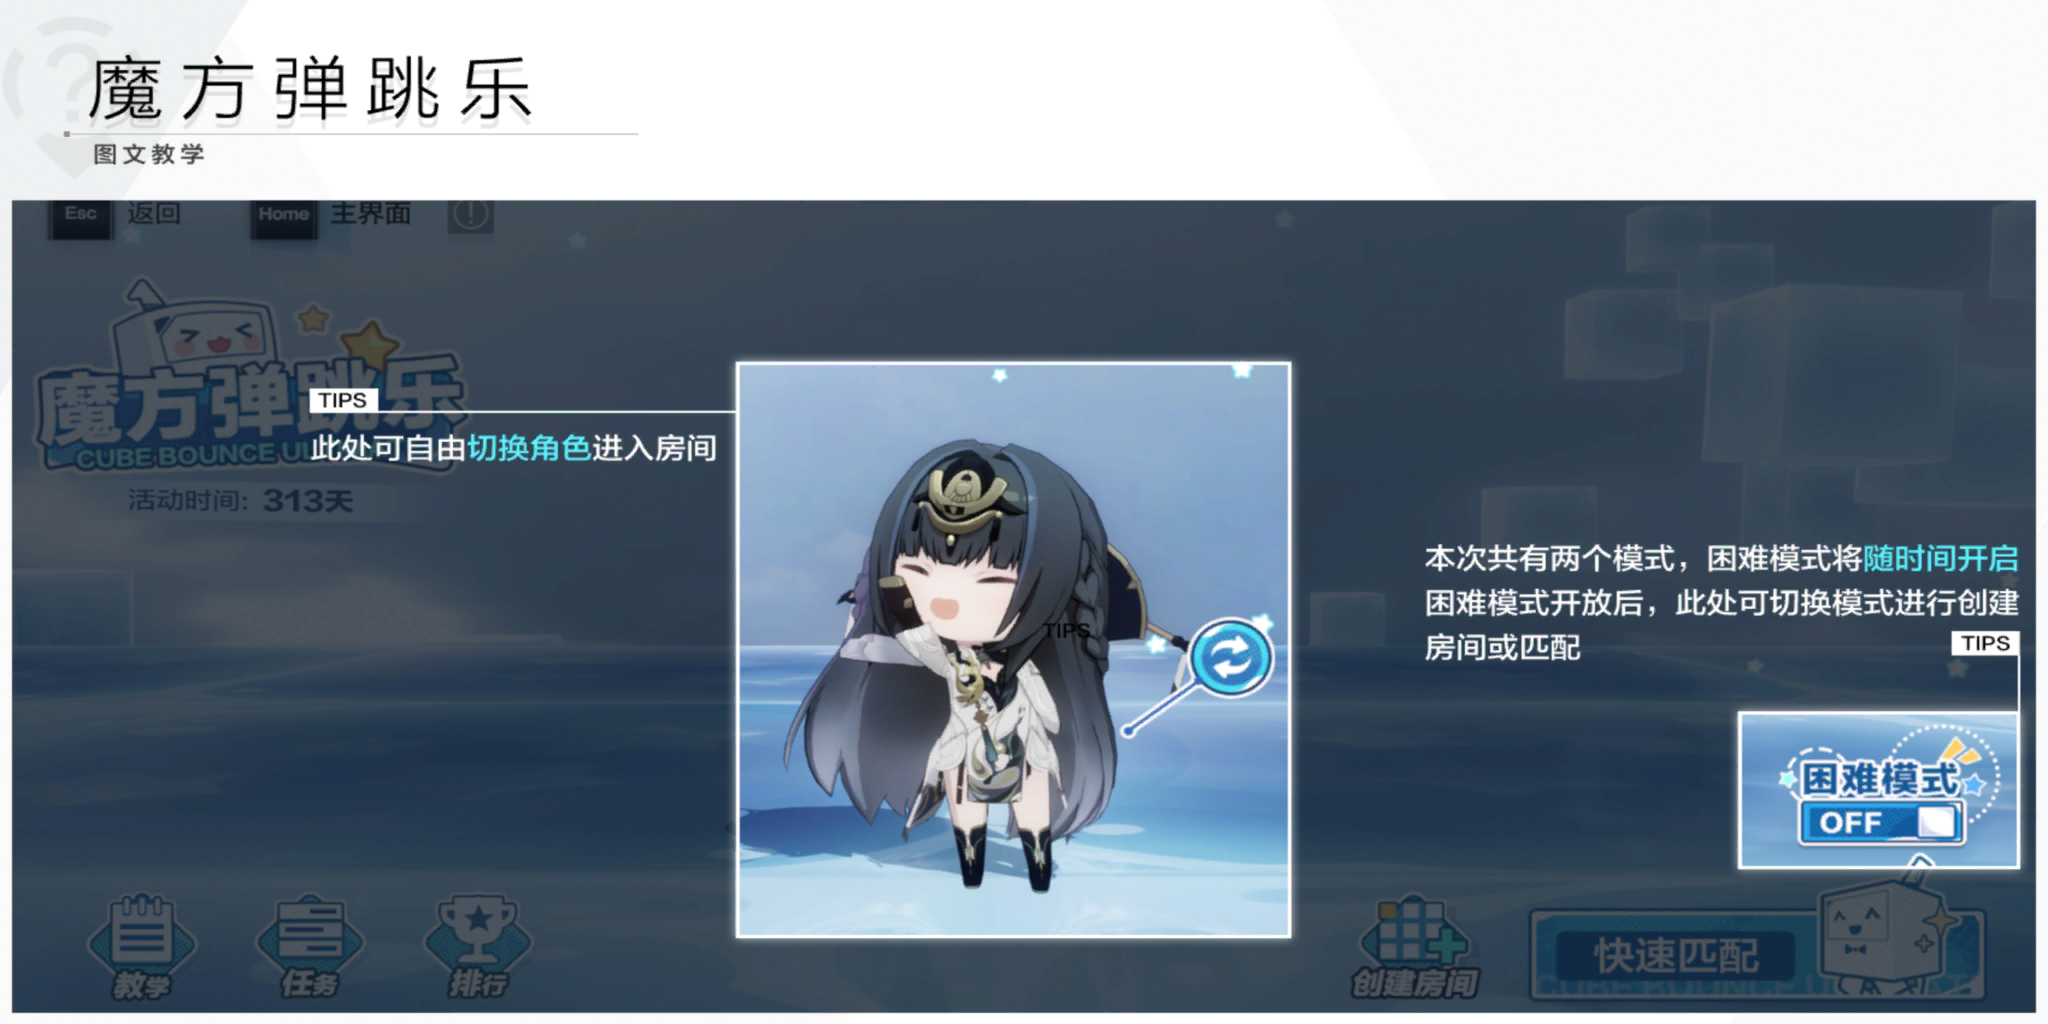 魔方弹跳乐
图文教学
Esc 返回 Home 主界面
魔方弹跳乐
CUBE BOUNCE
活动时间: 313天
TIPS
此处可自由切换角色进入房间
TIPS
本次共有两个模式，困难模式将随时间开启
困难模式开放后，此处可切换模式进行创建
房间或匹配
TIPS
困难模式
OFF
教学
任务
排行
创建房间
快速匹配
CUBE BOUNCE